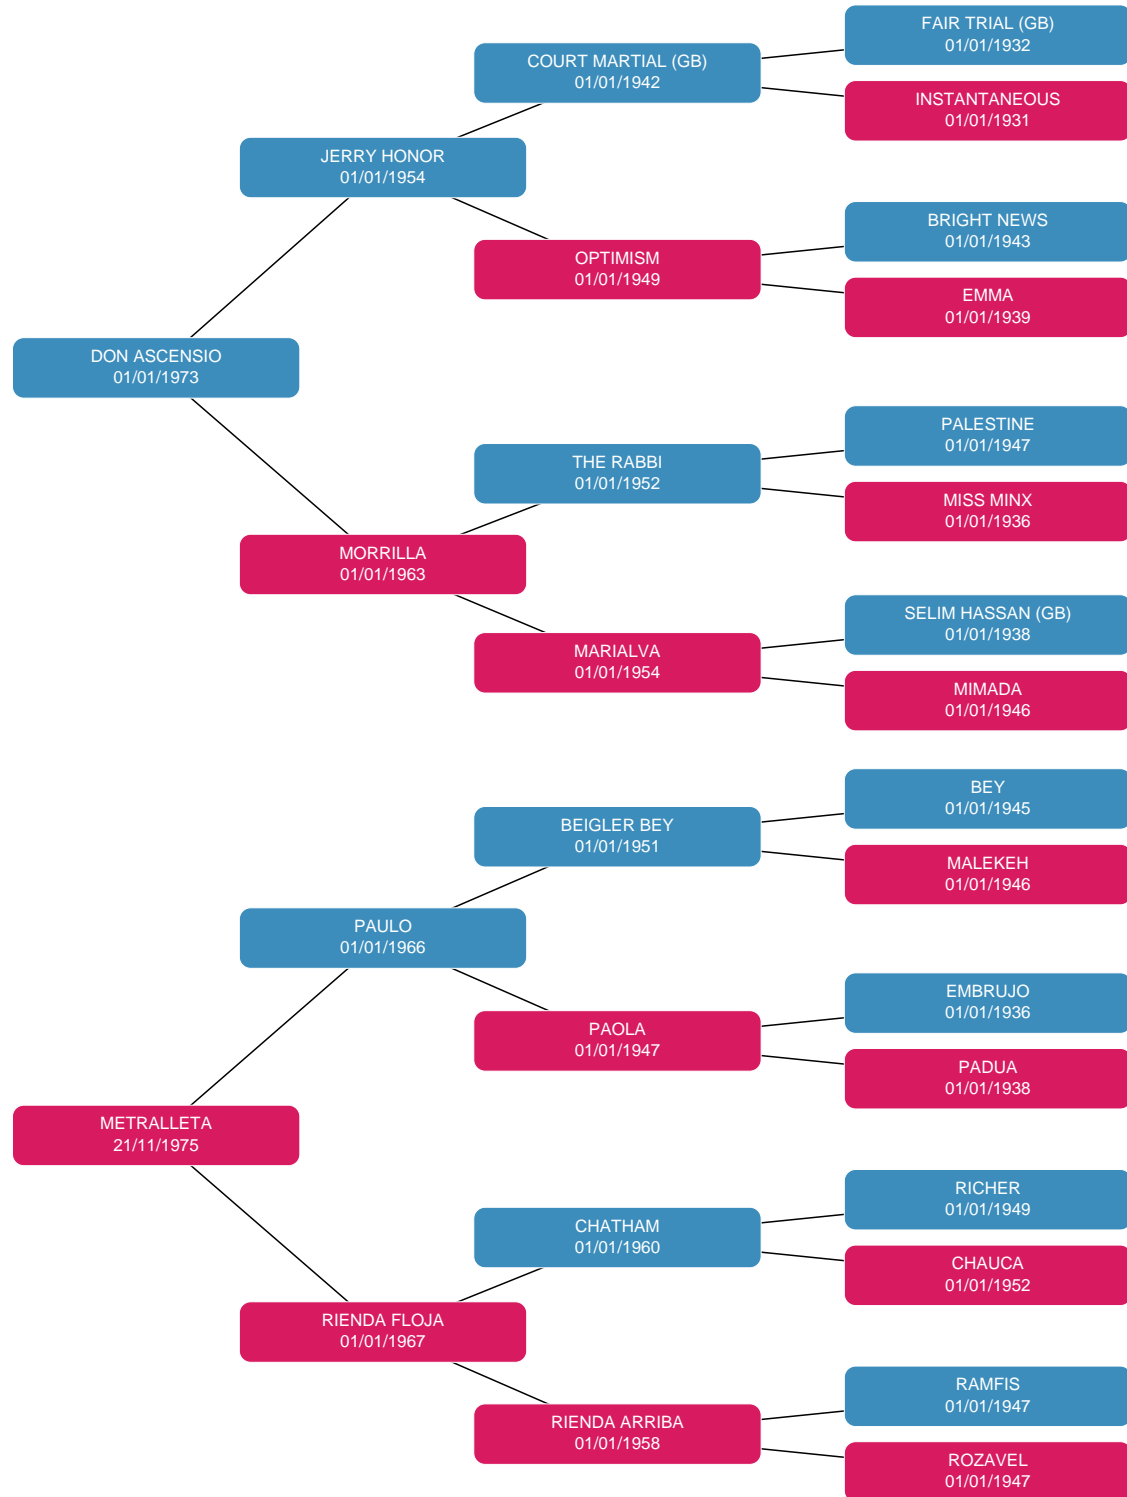 FAIR TRIAL (GB)
01/01/1932
COURT MARTIAL (GB)
01/01/1942
INSTANTANEOUS
01/01/1931
JERRY HONOR
01/01/1954
BRIGHT NEWS
01/01/1943
OPTIMISM
01/01/1949
EMMA
01/01/1939
DON ASCENSIO
01/01/1973
PALESTINE
01/01/1947
THE RABBI
01/01/1952
MISS MINX
01/01/1936
MORRILLA
01/01/1963
SELIM HASSAN (GB)
01/01/1938
MARIALVA
01/01/1954
MIMADA
01/01/1946
BEY
01/01/1945
BEIGLER BEY
01/01/1951
MALEKEH
01/01/1946
PAULO
01/01/1966
EMBRUJO
01/01/1936
PAOLA
01/01/1947
PADUA
01/01/1938
METRALLETA
21/11/1975
RICHER
01/01/1949
CHATHAM
01/01/1960
CHAUCA
01/01/1952
RIENDA FLOJA
01/01/1967
RAMFIS
01/01/1947
RIENDA ARRIBA
01/01/1958
ROZAVEL
01/01/1947